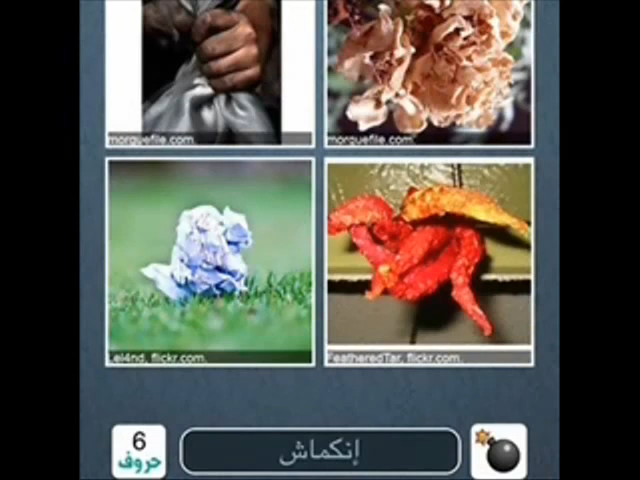 morguefile.com.
morguefile.com.
Lel4nd, flickr.com.
FeatheredTar, flickr.com.
6
حروف
إنكماش